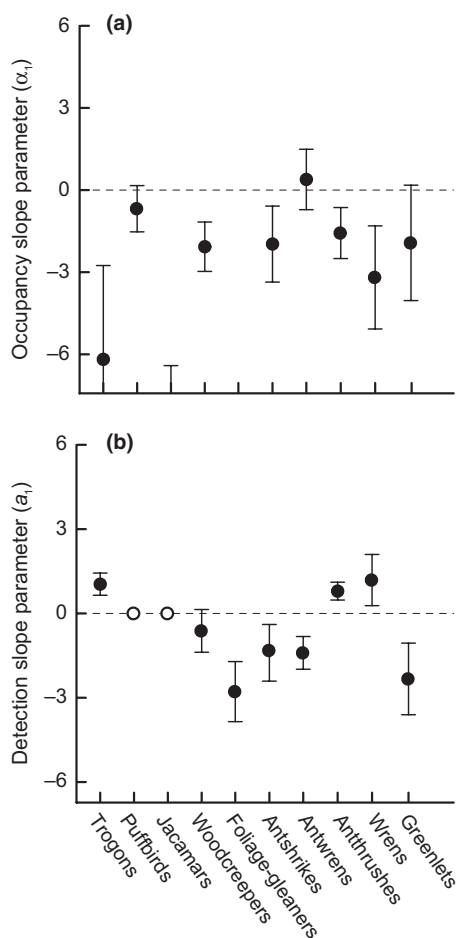 (a)
Occupancy slope parameter (α₁)
6
3
0
–3
–6
(b)
Detection slope parameter (a₁)
6
3
0
–3
–6
Trogons
Puffbirds
Jacamars
Woodcreepers
Foliage-gleaners
Antshrikes
Antwrens
Antthrushes
Wrens
Greenlets